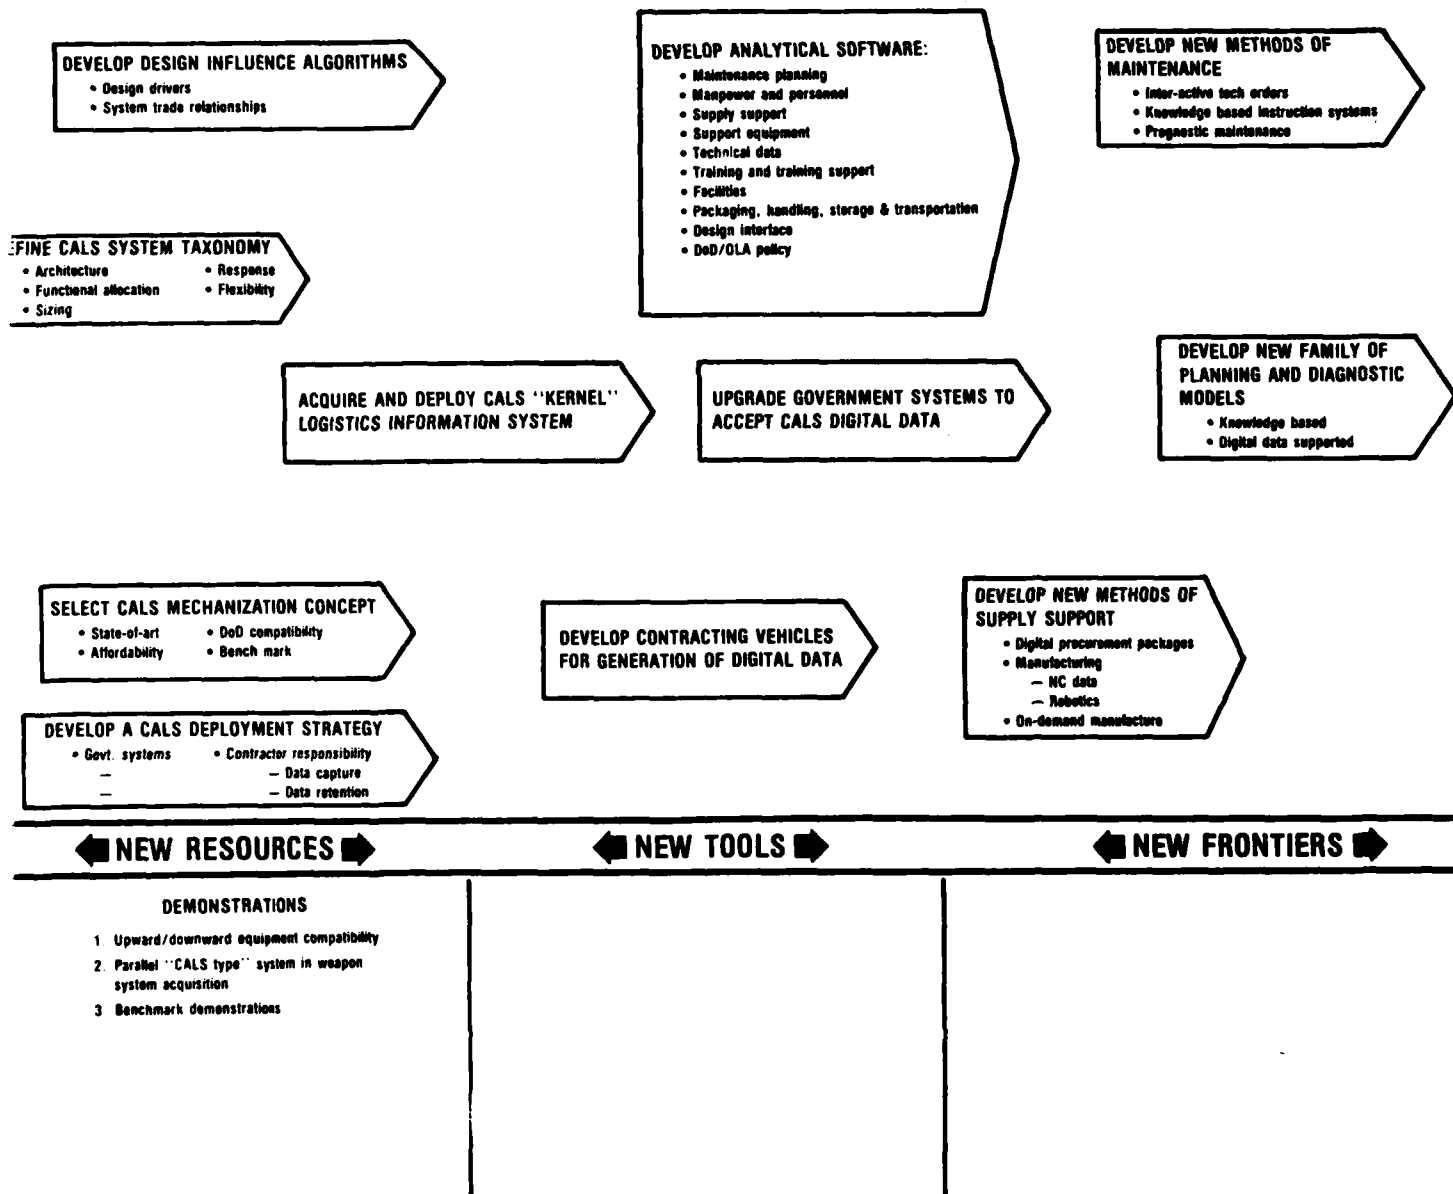 DEVELOP DESIGN INFLUENCE ALGORITHMS
• Design drivers
• System trade relationships
DEVELOP ANALYTICAL SOFTWARE:
• Maintenance planning
• Manpower and personnel
• Supply support
• Support equipment
• Technical data
• Training and training support
• Facilities
• Packaging, handling, storage & transportation
• Design interface
• DoD/OLA policy
DEVELOP NEW METHODS OF
MAINTENANCE
• Inter-active tech orders
• Knowledge based instruction systems
• Prognostic maintenance
EFINE CALS SYSTEM TAXONOMY
• Architecture • Response
• Functional allocation • Flexibility
• Sizing
ACQUIRE AND DEPLOY CALS "KERNEL"
LOGISTICS INFORMATION SYSTEM
UPGRADE GOVERNMENT SYSTEMS TO
ACCEPT CALS DIGITAL DATA
DEVELOP NEW FAMILY OF
PLANNING AND DIAGNOSTIC
MODELS
• Knowledge based
• Digital data supported
SELECT CALS MECHANIZATION CONCEPT
• State-of-art • DoD compatibility
• Affordability • Bench mark
DEVELOP CONTRACTING VEHICLES
FOR GENERATION OF DIGITAL DATA
DEVELOP NEW METHODS OF
SUPPLY SUPPORT
• Digital procurement packages
• Manufacturing
— NC data
— Robotics
• On-demand manufacture
DEVELOP A CALS DEPLOYMENT STRATEGY
• Govt. systems • Contractor responsibility
— — Data capture
— — Data retention
NEW RESOURCES
NEW TOOLS
NEW FRONTIERS
DEMONSTRATIONS
1. Upward/downward equipment compatibility
2. Parallel "CALS type" system in weapon
system acquisition
3 Benchmark demonstrations